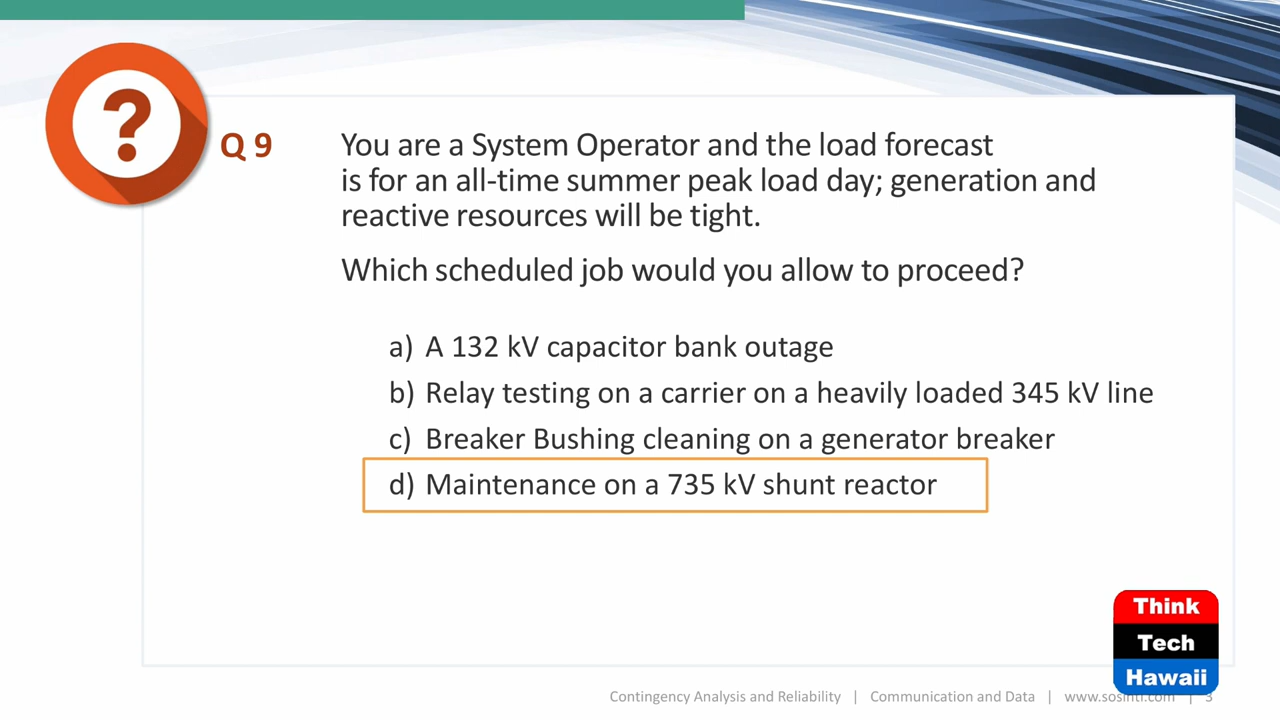 ?
Q 9
You are a System Operator and the load forecast
is for an all-time summer peak load day; generation and
reactive resources will be tight.
Which scheduled job would you allow to proceed?
a) A 132 kV capacitor bank outage
b) Relay testing on a carrier on a heavily loaded 345 kV line
c) Breaker Bushing cleaning on a generator breaker
d) Maintenance on a 735 kV shunt reactor
Think
Tech
Hawaii
Contingency Analysis and Reliability | Communication and Data | www.sosintl.com | 3